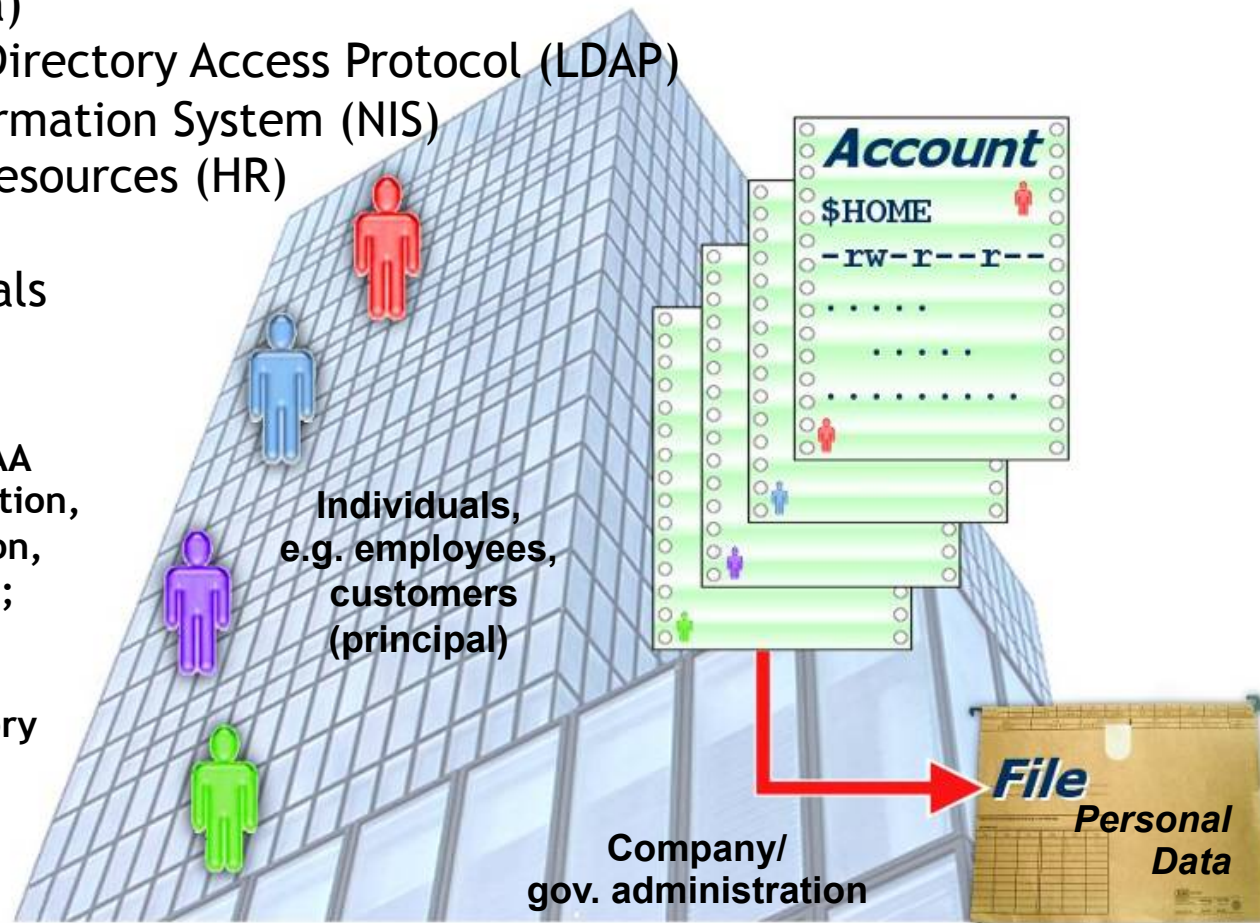 Directory Access Protocol (LDAP)
ormation System (NIS)
esources (HR)
als
AA
tion,
on,
;
ry
Individuals,
e.g. employees,
customers
(principal)
Account
$HOME
-rw-r--r--
. . . . .
. . . . .
. . . . . . . . .
File
Personal
Data
Company/
gov. administration